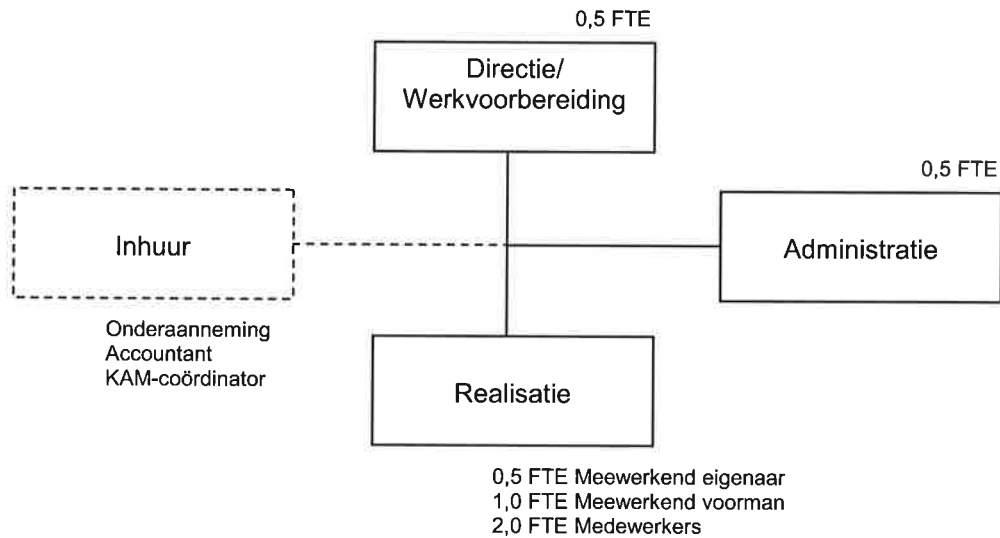 0,5 FTE
Directie/
Werkvoorbereiding
0,5 FTE
Inhuur
Administratie
Onderaanneming
Accountant
KAM-coördinator
Realisatie
0,5 FTE Meewerkend eigenaar
1,0 FTE Meewerkend voorman
2,0 FTE Medewerkers